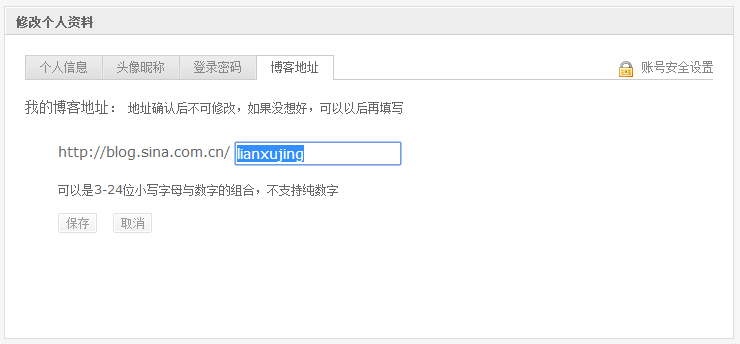 修改个人资料
个人信息 头像昵称 登录密码 博客地址 账号安全设置
我的博客地址： 地址确认后不可修改，如果没想好，可以以后再填写
http://blog.sina.com.cn/ lianxujing
可以是3-24位小写字母与数字的组合，不支持纯数字
保存 取消